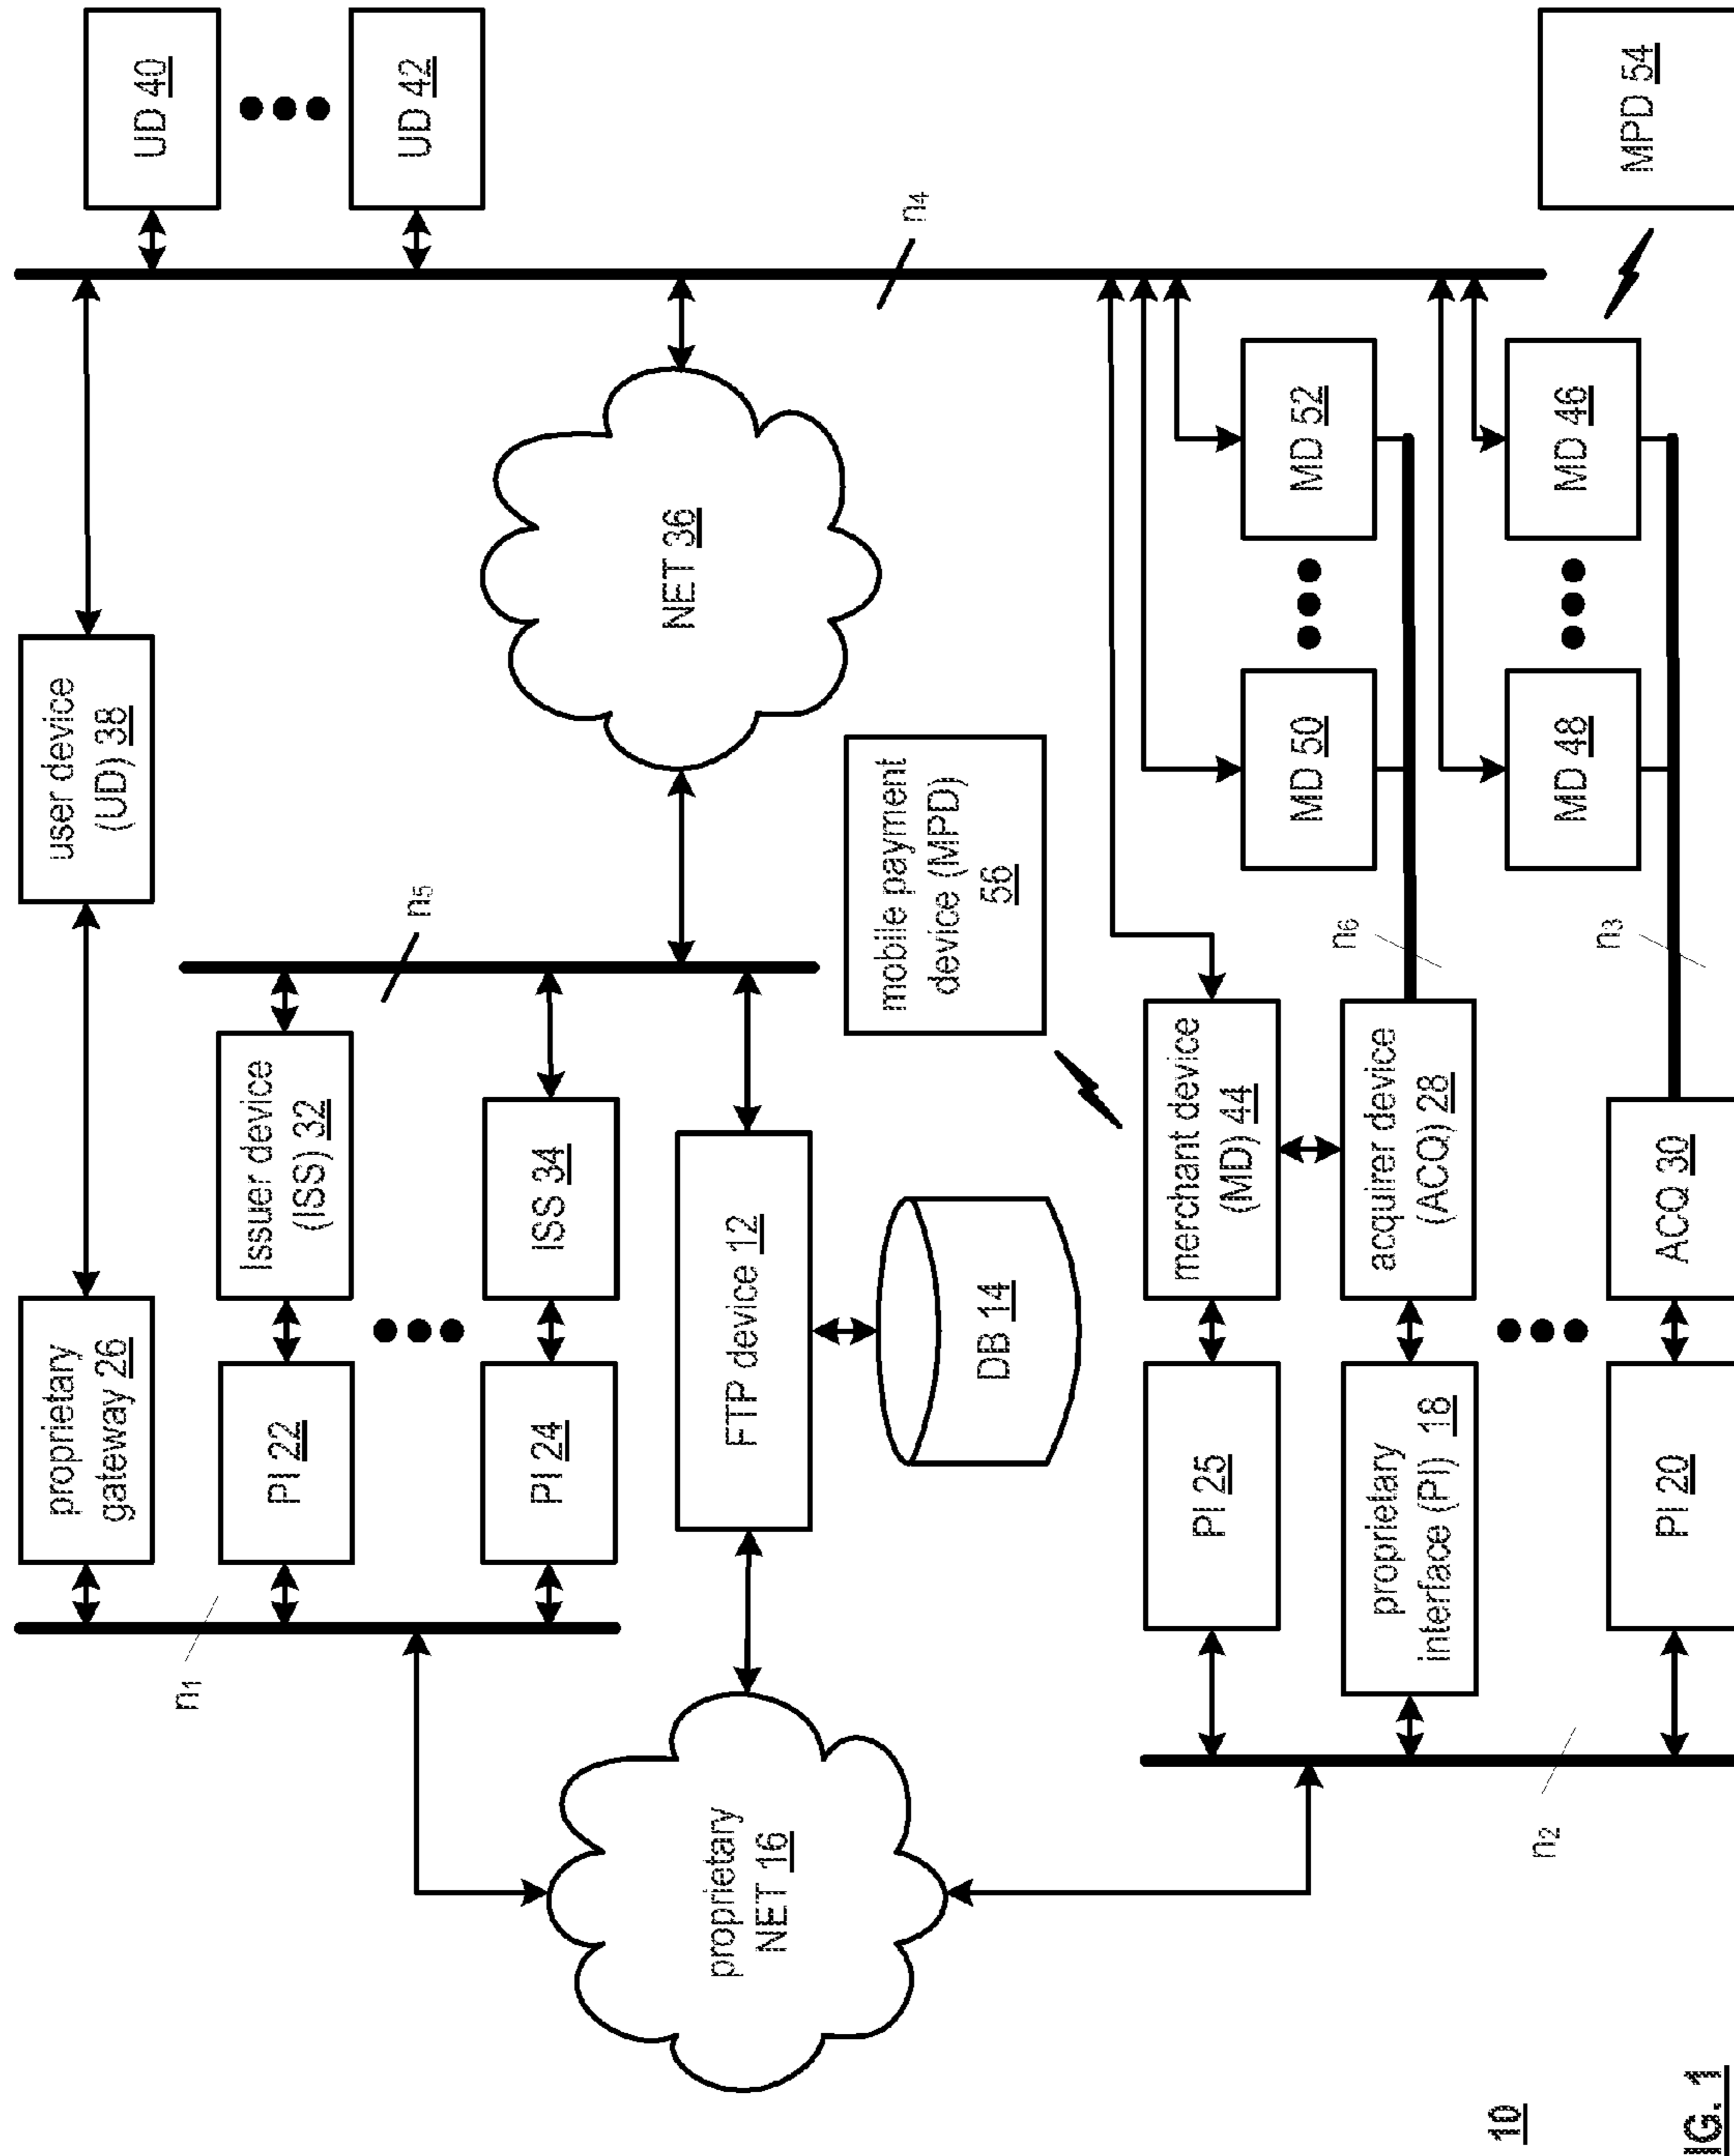 proprietary
gateway 26
user device
(UD) 38
UD 40
n1
PI 22
Issuer device
(ISS) 32
n5
UD 42
PI 24
ISS 34
proprietary
NET 16
FTP device 12
NET 36
n4
DB 14
mobile payment
device (MPD)
56
PI 25
merchant device
(MD) 44
proprietary
interface (PI) 18
acquirer device
(ACQ) 28
n6
MD 50
MD 52
n2
PI 20
ACQ 30
n3
MD 48
MD 46
MPD 54
10
IG. 1